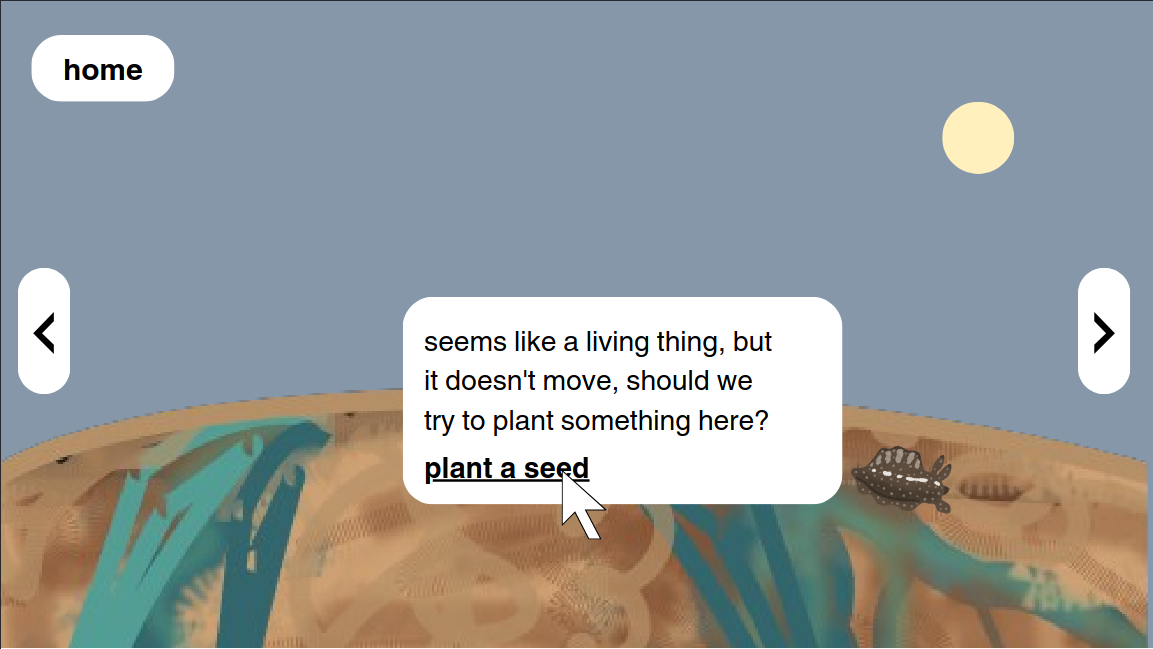 home
seems like a living thing, but
it doesn't move, should we
try to plant something here?
plant a seed